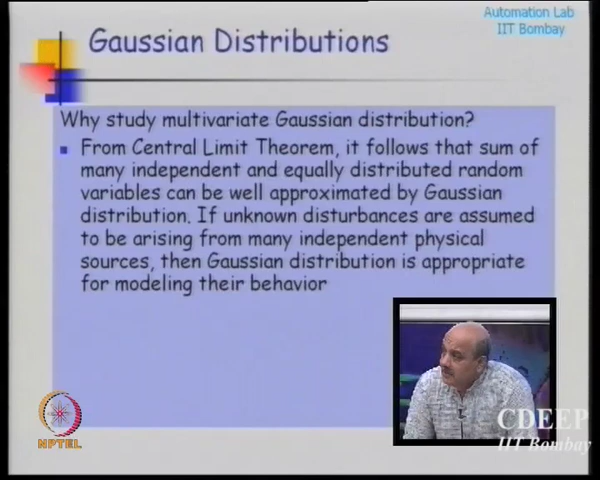 Automation Lab
IIT Bombay
Gaussian Distributions
Why study multivariate Gaussian distribution?
From Central Limit Theorem, it follows that sum of
many independent and equally distributed random
variables can be well approximated by Gaussian
distribution. If unknown disturbances are assumed
to be arising from many independent physical
sources, then Gaussian distribution is appropriate
for modeling their behavior
NPTEL
CDEEP
IIT Bombay